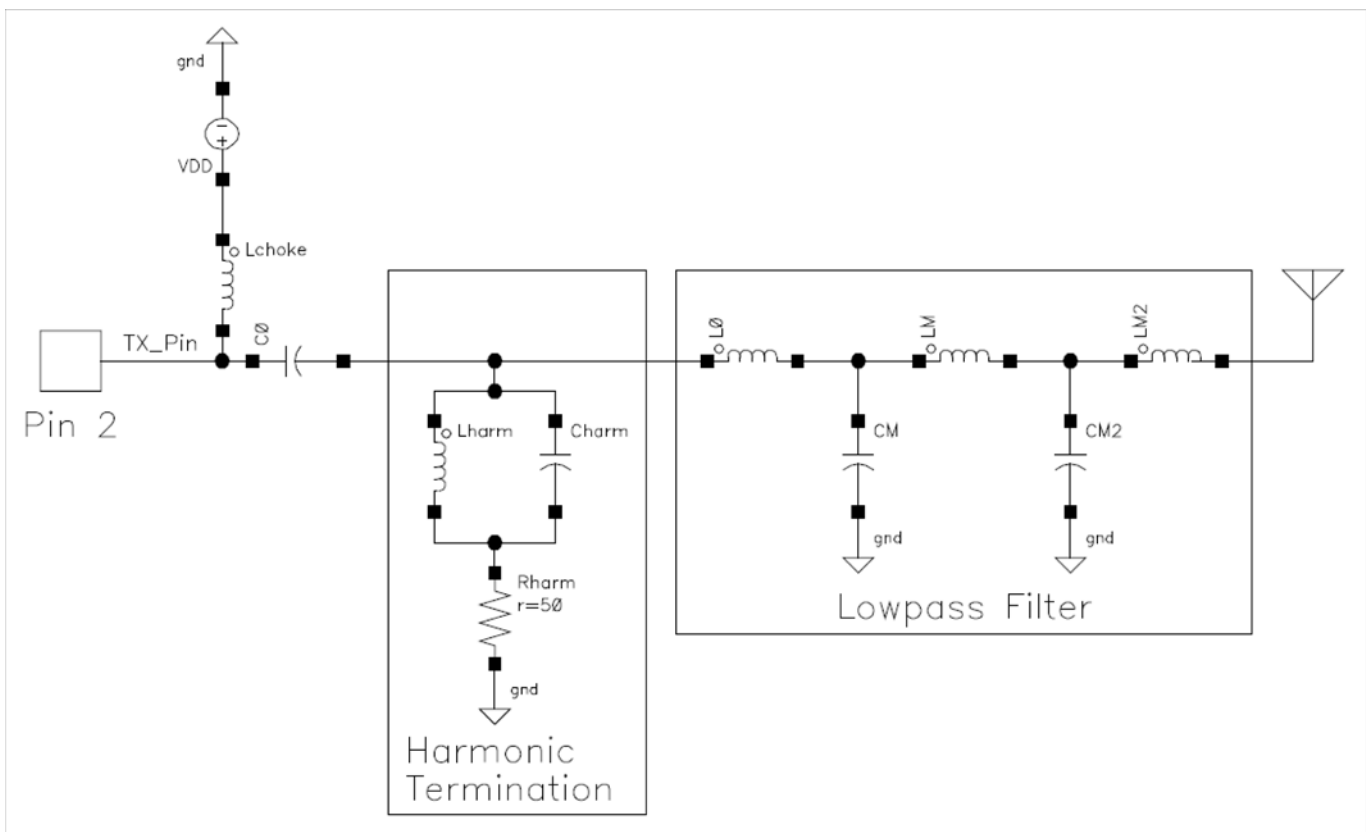 gnd
-
+
VDD
Lchoke
TX_Pin
C0
Pin 2
Lharm
Charm
Rharm
r=50
gnd
Harmonic
Termination
L0
LM
LM2
CM
CM2
gnd
gnd
Lowpass Filter